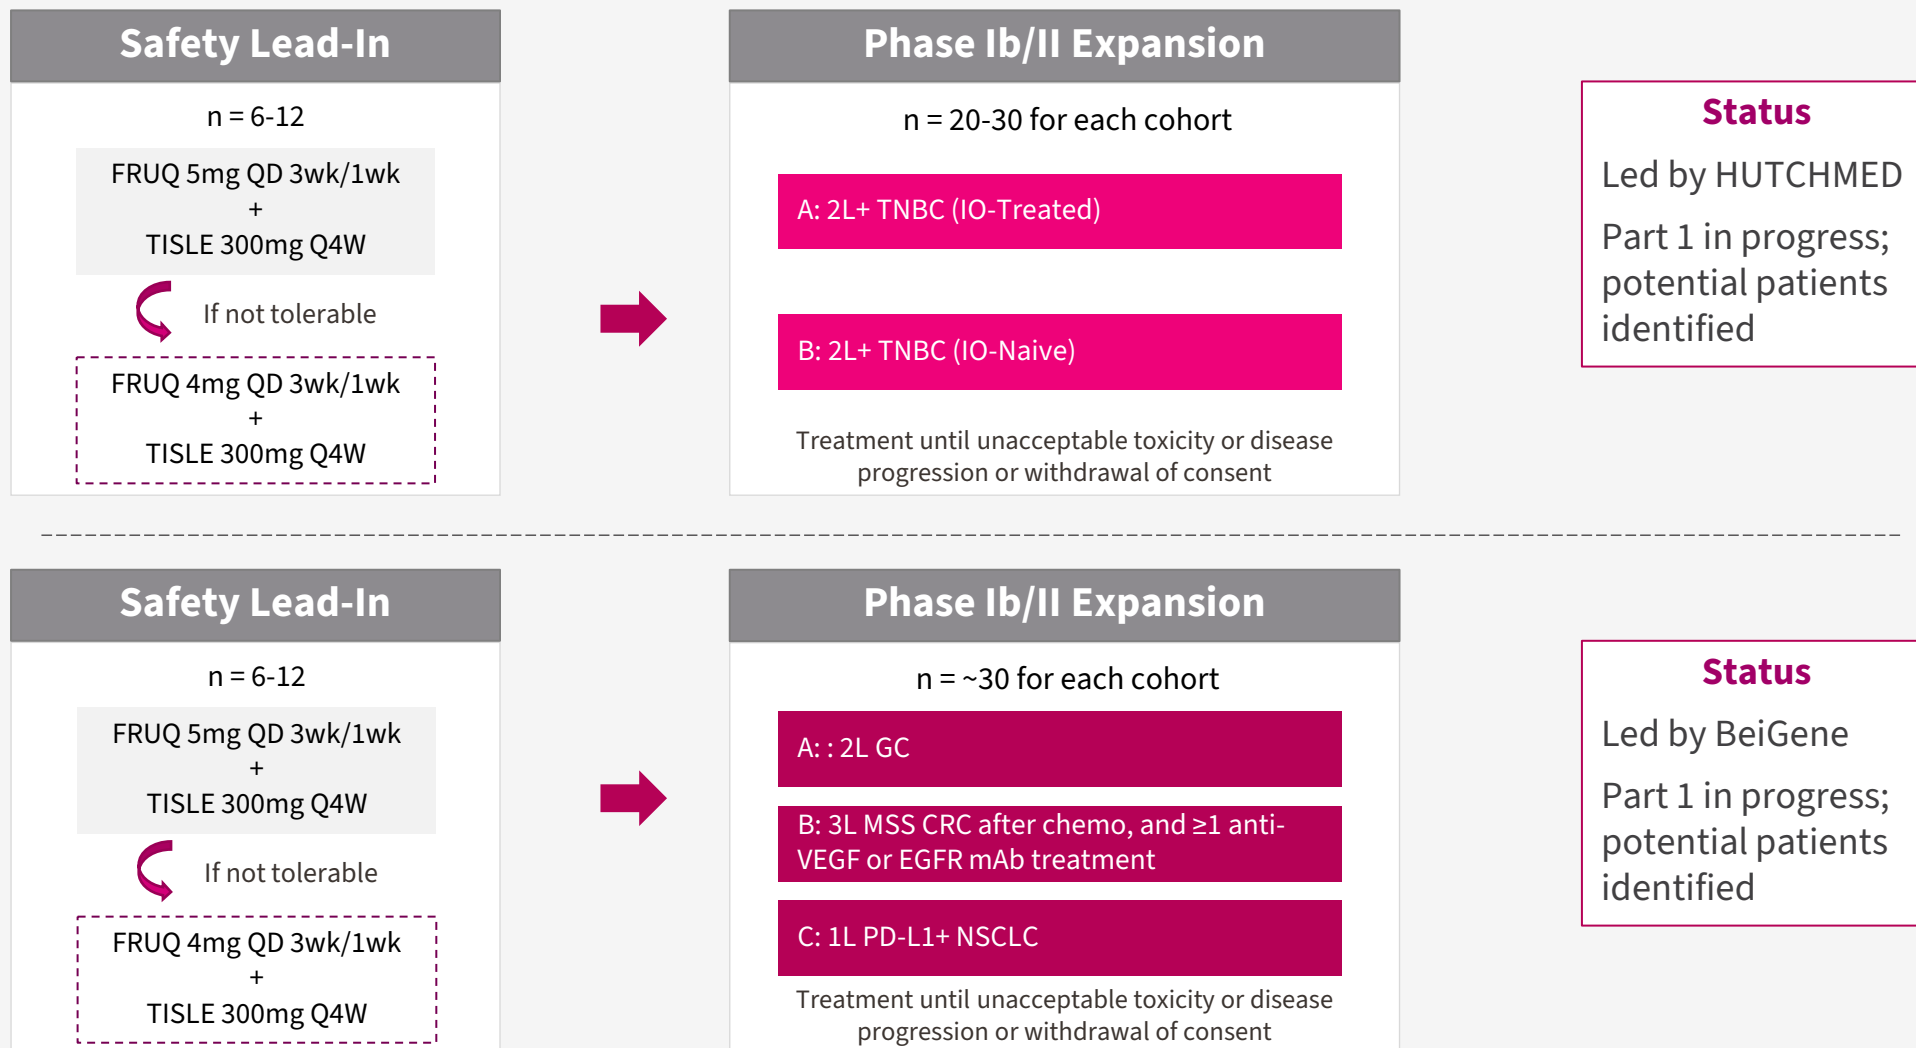 Safety Lead-In
n = 6-12
FRUQ 5mg QD 3wk/1wk
+
TISLE 300mg Q4W
If not tolerable
FRUQ 4mg QD 3wk/1wk
+
TISLE 300mg Q4W
Phase Ib/II Expansion
n = 20-30 for each cohort
A: 2L+ TNBC (IO-Treated)
B: 2L+ TNBC (IO-Naive)
Treatment until unacceptable toxicity or disease
progression or withdrawal of consent
Status
Led by HUTCHMED
Part 1 in progress;
potential patients
identified
Safety Lead-In
n = 6-12
FRUQ 5mg QD 3wk/1wk
+
TISLE 300mg Q4W
If not tolerable
FRUQ 4mg QD 3wk/1wk
+
TISLE 300mg Q4W
Phase Ib/II Expansion
n = ~30 for each cohort
A: : 2L GC
B: 3L MSS CRC after chemo, and ≥1 anti-
VEGF or EGFR mAb treatment
C: 1L PD-L1+ NSCLC
Treatment until unacceptable toxicity or disease
progression or withdrawal of consent
Status
Led by BeiGene
Part 1 in progress;
potential patients
identified